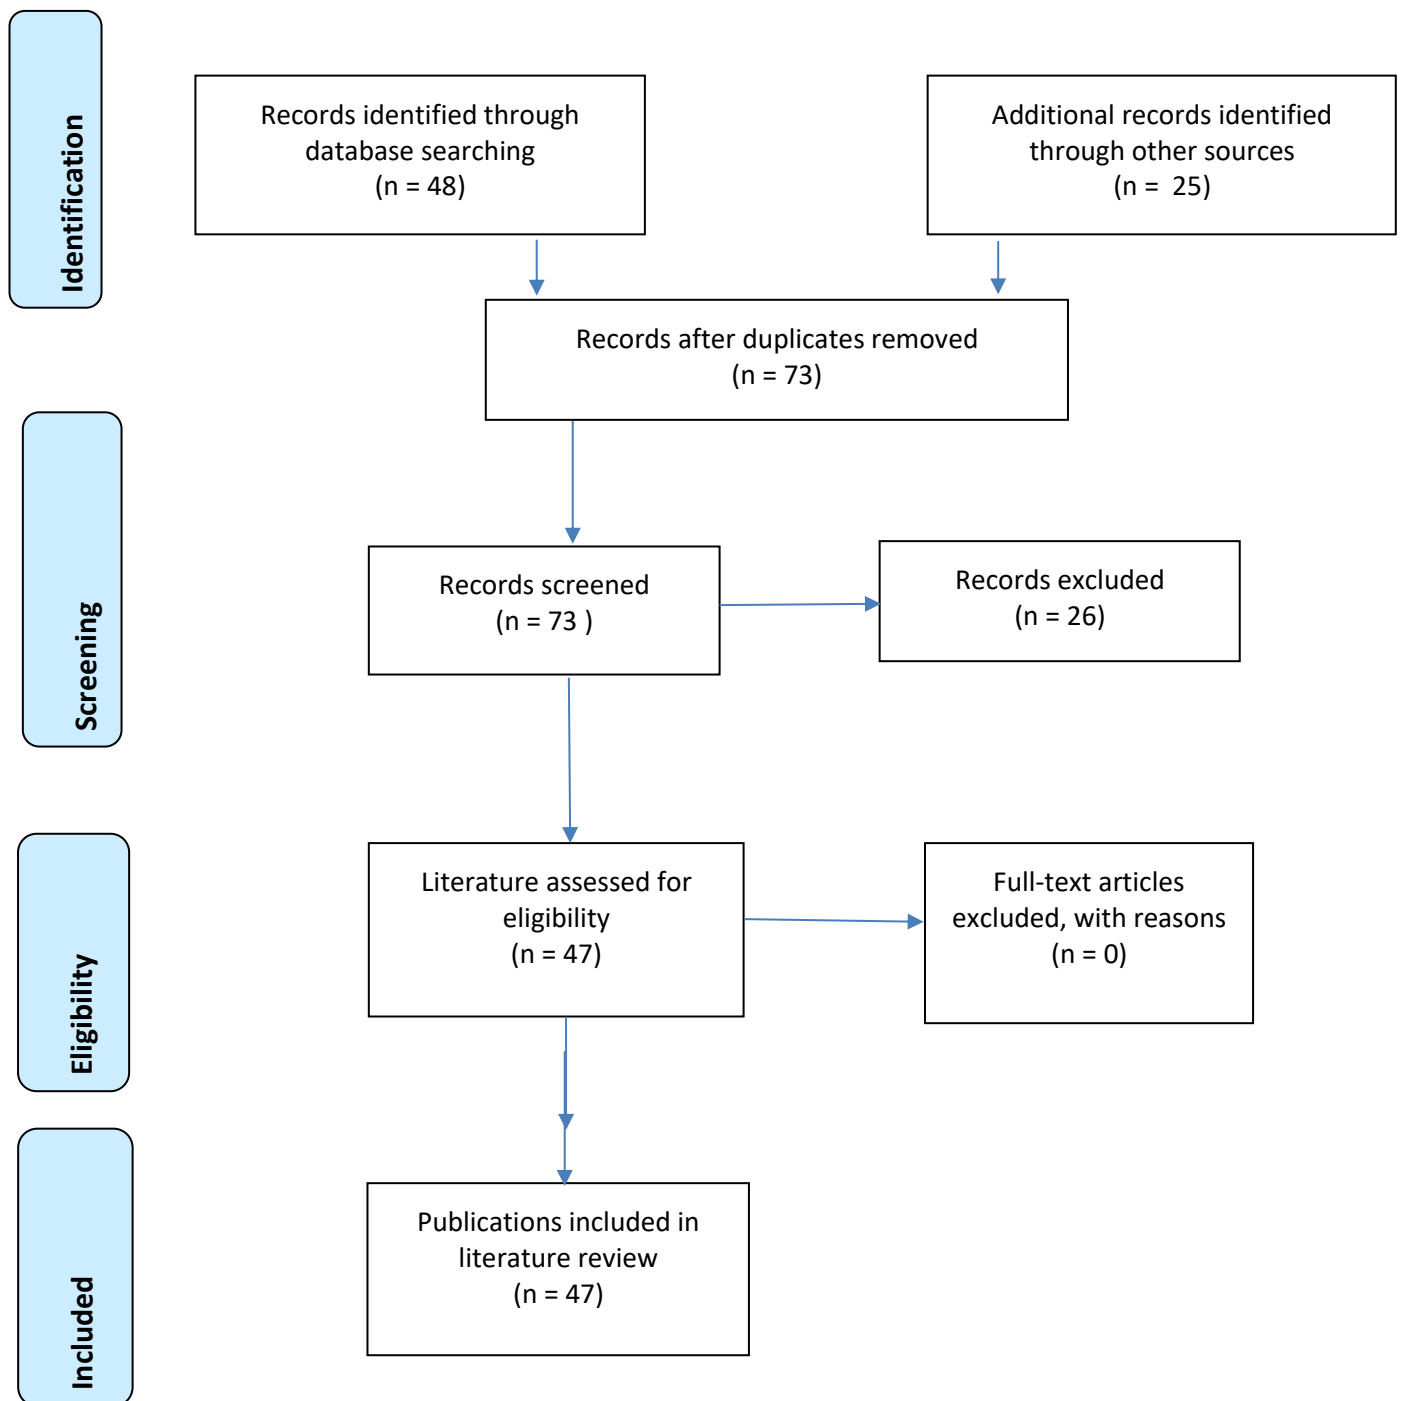 Identification
Records identified through
database searching
(n = 48)
Additional records identified
through other sources
(n =  25)
Records after duplicates removed
(n = 73)
Screening
Records screened
(n = 73 )
Records excluded
(n = 26)
Eligibility
Literature assessed for
eligibility
(n = 47)
Full-text articles
excluded, with reasons
(n = 0)
Included
Publications included in
literature review
(n = 47)